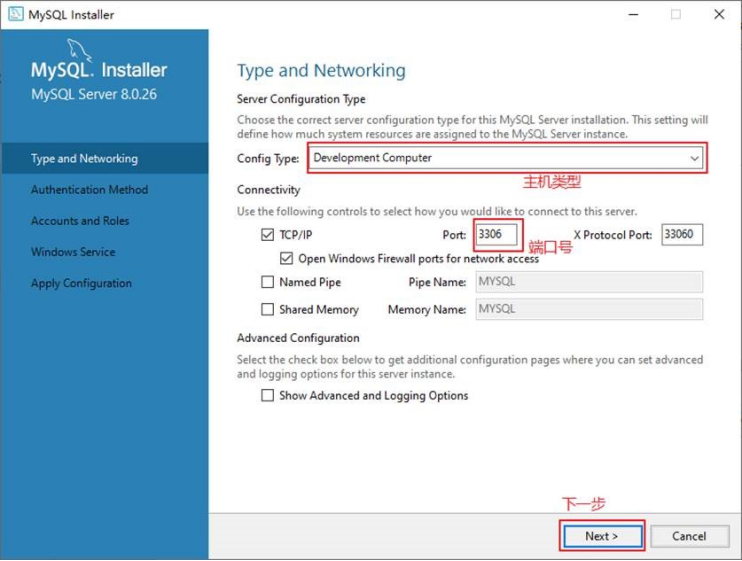 MySQL Installer
MySQL. Installer
MySQL Server 8.0.26
Type and Networking
Authentication Method
Accounts and Roles
Windows Service
Apply Configuration
Type and Networking
Server Configuration Type
Choose the correct server configuration type for this MySQL Server installation. This setting will
define how much system resources are assigned to the MySQL Server instance.
Config Type: Development Computer
主机类型
Connectivity
Use the following controls to select how you would like to connect to this server.
TCP/IP Port: 3306 X Protocol Port: 33060
端口号
Open Windows Firewall ports for network access
Named Pipe Pipe Name: MYSQL
Shared Memory Memory Name: MYSQL
Advanced Configuration
Select the check box below to get additional configuration pages where you can set advanced
and logging options for this server instance.
Show Advanced and Logging Options
下一步
Next > Cancel